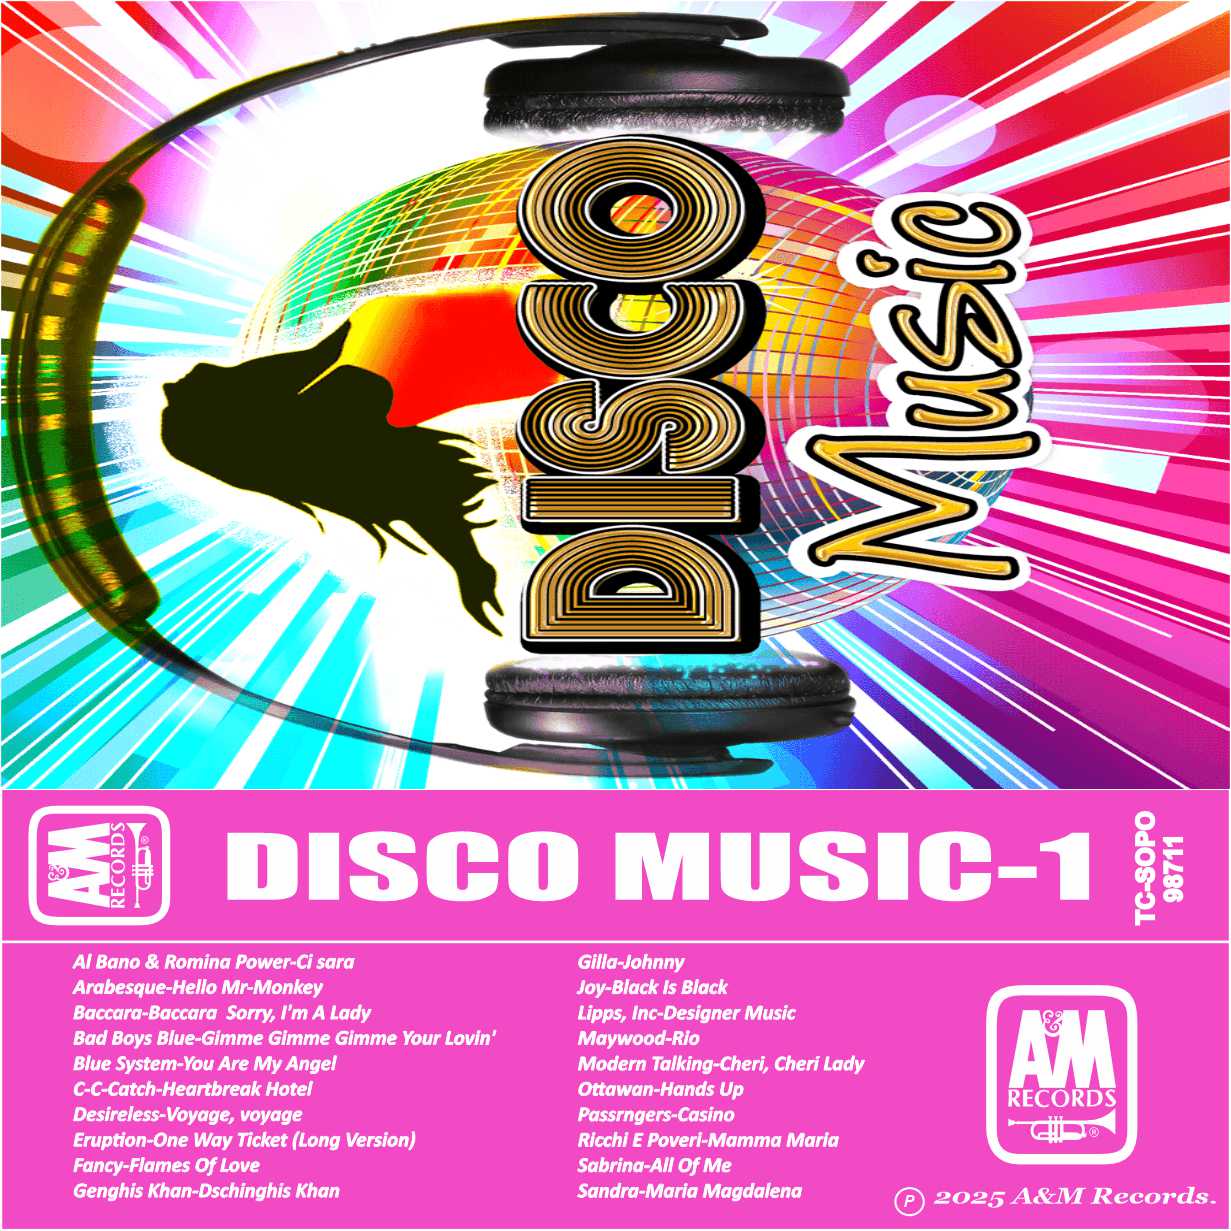 DISCO
Music
A&M
RECORDS
®
DISCO MUSIC-1
TC-SOPO
98711
Al Bano & Romina Power-Ci sara
Arabesque-Hello Mr-Monkey
Baccara-Baccara  Sorry, I'm A Lady
Bad Boys Blue-Gimme Gimme Gimme Your Lovin'
Blue System-You Are My Angel
C-C-Catch-Heartbreak Hotel
Desireless-Voyage, voyage
Eruption-One Way Ticket (Long Version)
Fancy-Flames Of Love
Genghis Khan-Dschinghis Khan
Gilla-Johnny
Joy-Black Is Black
Lipps, Inc-Designer Music
Maywood-Rio
Modern Talking-Cheri, Cheri Lady
Ottawan-Hands Up
Passrngers-Casino
Ricchi E Poveri-Mamma Maria
Sabrina-All Of Me
Sandra-Maria Magdalena
A&M
RECORDS
®
℗ 2025 A&M Records.